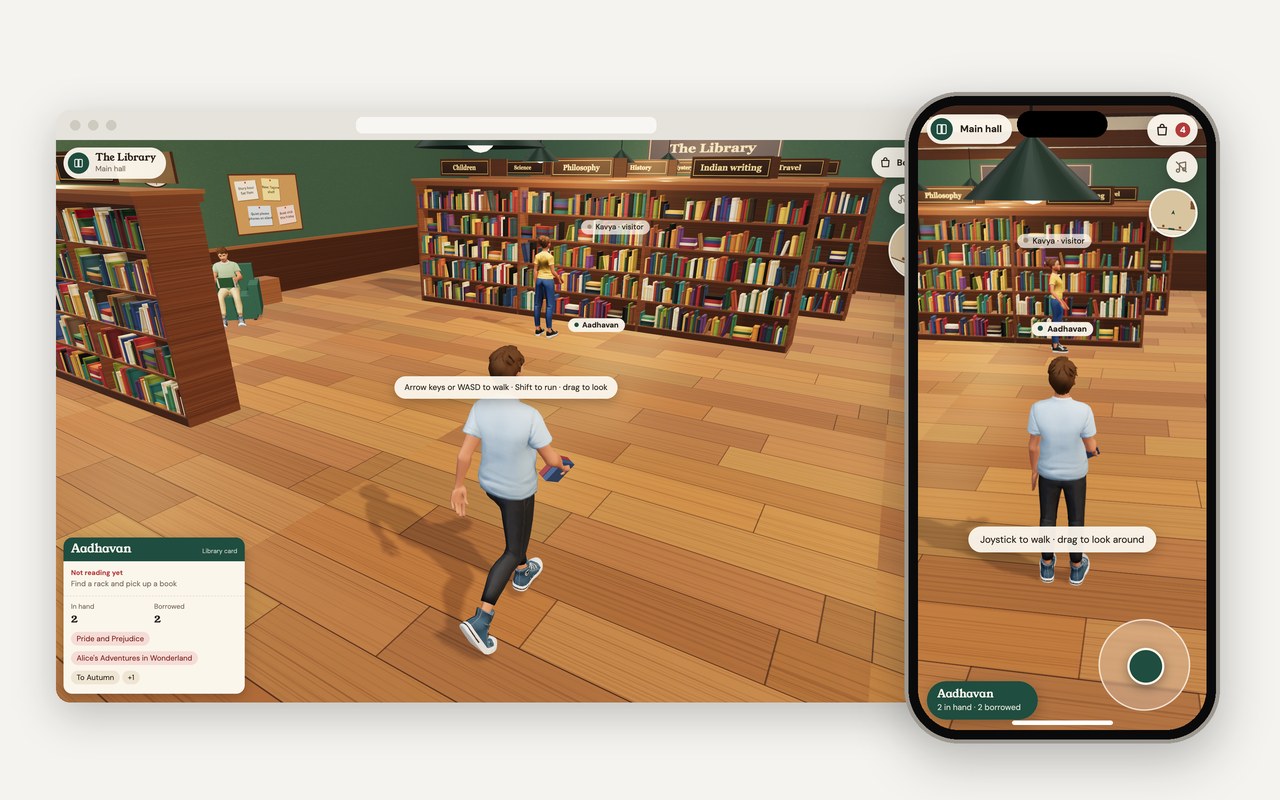 The Library
Main hall
The Library
Children
Science
Philosophy
History
Indian writing
Travel
Kavya · visitor
Aadhavan
Arrow keys or WASD to walk · Shift to run · drag to look
Aadhavan
Library card
Not reading yet
Find a rack and pick up a book
In hand
Borrowed
2
2
Pride and Prejudice
Alice's Adventures in Wonderland
To Autumn
+1
Main hall
4
Philosophy
Kavya · visitor
Aadhavan
Joystick to walk · drag to look around
Aadhavan
2 in hand · 2 borrowed